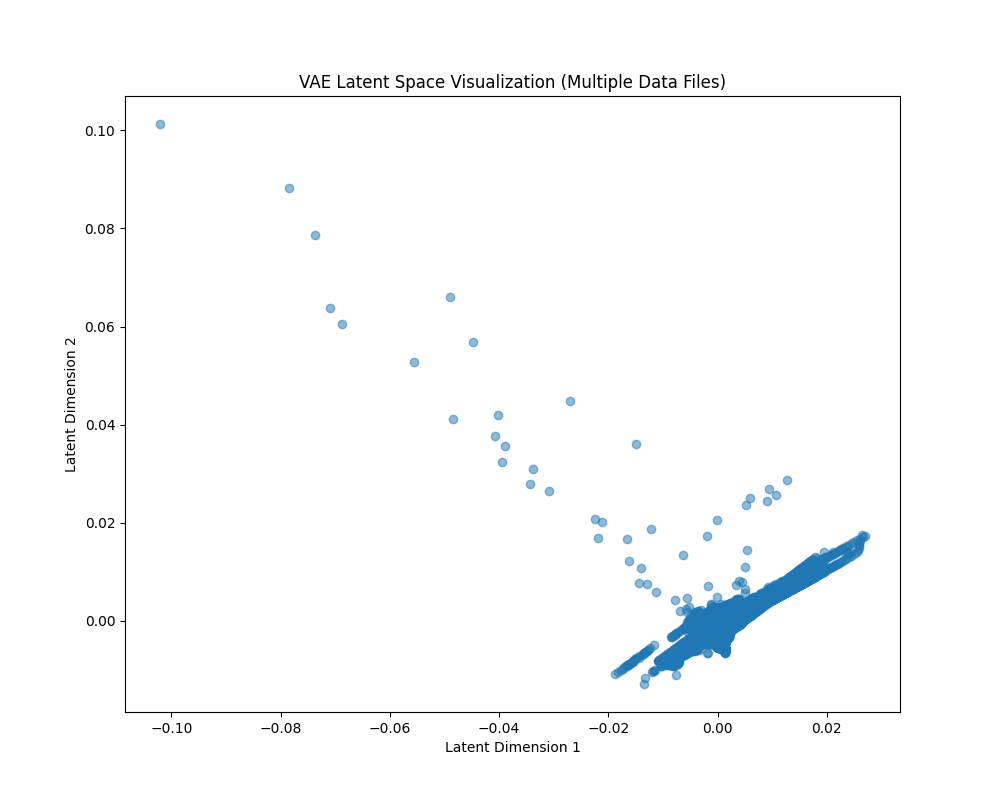 VAE Latent Space Visualization (Multiple Data Files)
0.10
0.08
0.06
0.04
0.02
0.00
Latent Dimension 2
−0.10 −0.08 −0.06 −0.04 −0.02 0.00 0.02
Latent Dimension 1